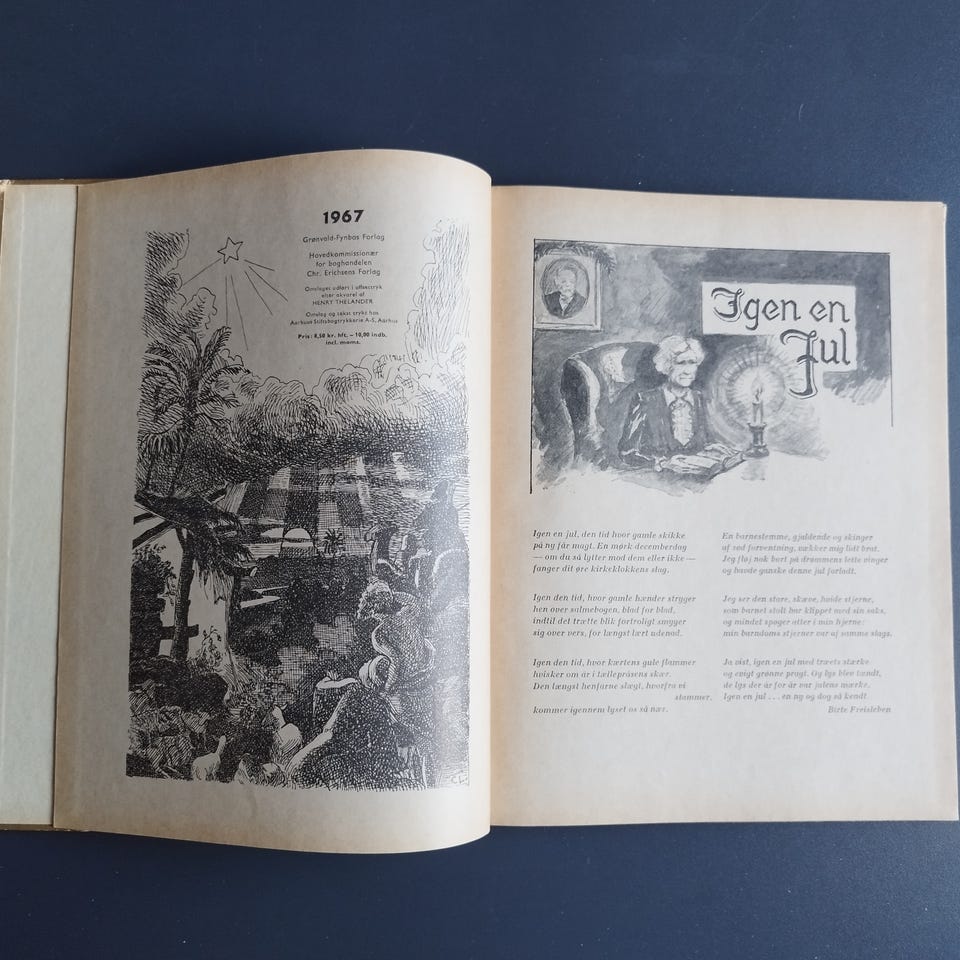 1967
Grønvald-Fynbos Forlag
Hovedkommissionær
for boghandelen
Chr. Erichsens Forlag
Omslaget udført i offsettryk
efter akvarel af
HENRY THELANDER
Omslag og tekst trykt hos
Aarhuus Stiftsbogtrykkerie A-S, Aarhus
Pris: 8,50 kr. hft. – 10,00 indb.
incl. moms.
Igen en
Jul
Igen en jul, den tid hvor gamle skikke
på ny får magt. En mørk decemberdag
— om du så lytter mod dem eller ikke —
fanger dit øre kirkeklokkens slag.
Igen den tid, hvor gamle hænder stryger
hen over salmebogen, blad for blad,
indtil det trætte blik fortroligt smyger
sig over vers, for længst lært udenad.
Igen den tid, hvor kærtens gule flammer
hvisker om år i tællepråsens skær.
Den længst henfarne slægt, hvorfra vi
stammer,
kommer igennem lyset os så nær.
En barnestemme, gjaldende og skinger
af sød forventning, vækker mig lidt brat.
Jeg fløj nok bort på drømmens lette vinger
og havde ganske denne jul forladt.
Jeg ser den store, skæve, hvide stjerne,
som barnet stolt har klippet med sin saks,
og mindet spøger atter i min hjerne:
min barndoms stjerner var af samme slags.
Ja vist, igen en jul med træets stærke
og evigt grønne pragt. Og lys blev tændt,
de lys der år for år var julens mærke,
Igen en jul . . . en ny og dog så kendt.
Birte Freisleben